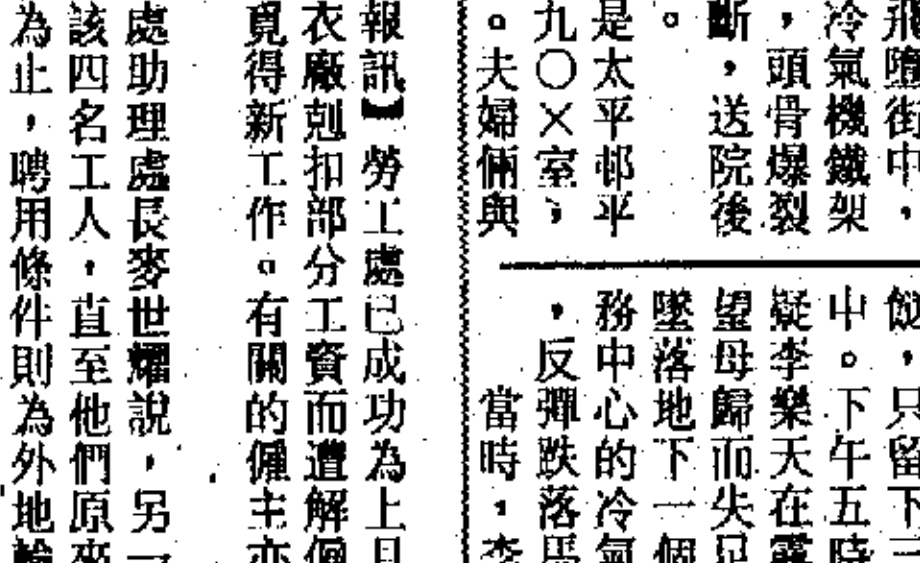 飛墮街中，
冷氣機鐵架
，頭骨爆裂
斷，送院後
。
是太平邨平
九〇×室，
。夫婦倆與
，只留下
中。下午五時
疑李樂天在露
望母歸而失足
墜落地下一個
務中心的冷氣
，反彈跌落馬
當時，李
報訊】勞工處已成功為上月
衣廠剋扣部分工資而遭解僱
覓得新工作。有關的僱主亦
處助理處長麥世耀說，另一
該四名工人，直至他們原來
為止，聘用條件則為外地輸